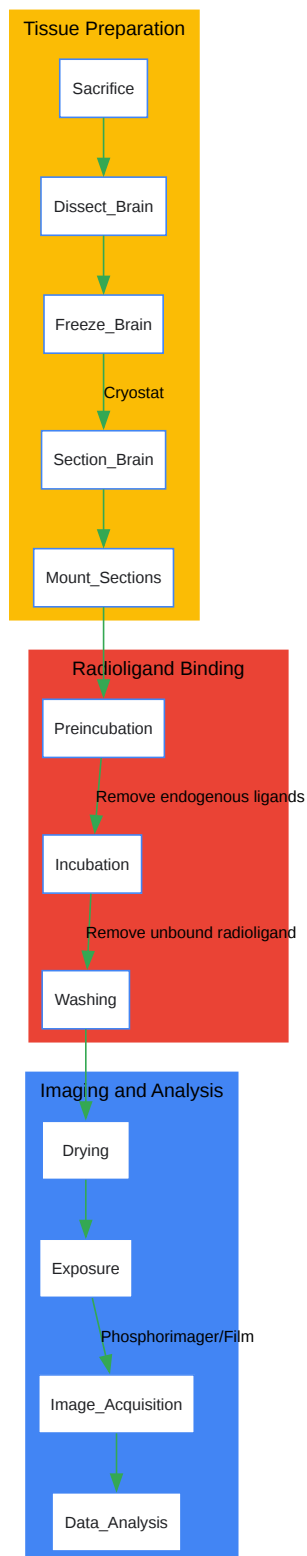 Tissue Preparation
Sacrifice
Dissect_Brain
Freeze_Brain
Cryostat
Section_Brain
Mount_Sections
Radioligand Binding
Preincubation
Remove endogenous ligands
Incubation
Remove unbound radioligand
Washing
Imaging and Analysis
Drying
Exposure
Phosphorimager/Film
Image_Acquisition
Data_Analysis